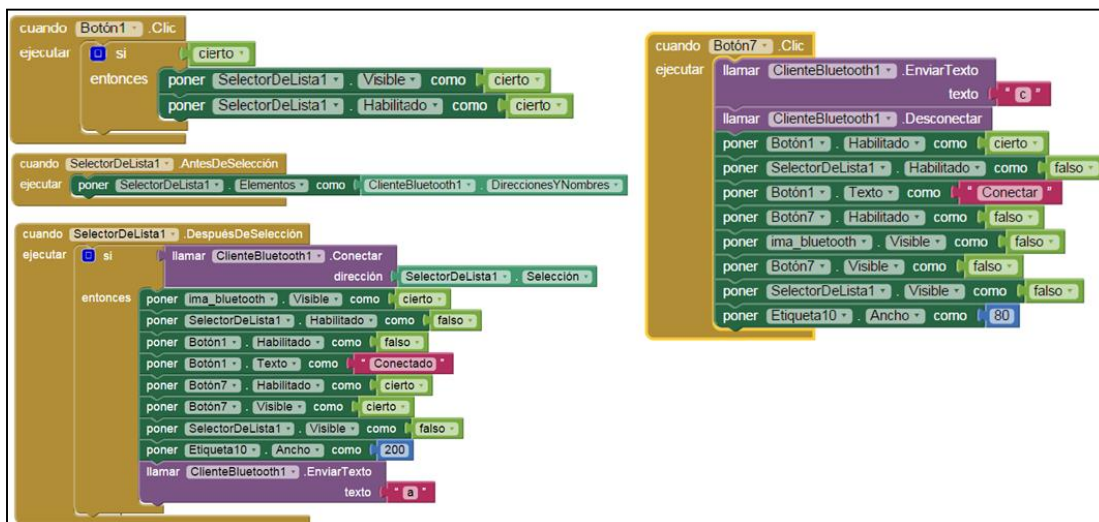 cuando Botón1 .Clic
ejecutar si cierto
entonces poner SelectorDeLista1 . Visible como cierto
poner SelectorDeLista1 . Habilitado como cierto
cuando SelectorDeLista1 .AntesDeSelección
ejecutar poner SelectorDeLista1 . Elementos como ClienteBluetooth1 . DireccionesYNombres
cuando SelectorDeLista1 .DespuésDeSelección
ejecutar si llamar ClienteBluetooth1 .Conectar
dirección SelectorDeLista1 . Selección
entonces poner ima_bluetooth . Visible como cierto
poner SelectorDeLista1 . Habilitado como falso
poner Botón1 . Habilitado como falso
poner Botón1 . Texto como " Conectado "
poner Botón7 . Habilitado como cierto
poner Botón7 . Visible como cierto
poner SelectorDeLista1 . Visible como falso
poner Etiqueta10 . Ancho como 200
llamar ClienteBluetooth1 .EnviarTexto
texto " a "
cuando Botón7 .Clic
ejecutar llamar ClienteBluetooth1 .EnviarTexto
texto " c "
llamar ClienteBluetooth1 .Desconectar
poner Botón1 . Habilitado como cierto
poner SelectorDeLista1 . Habilitado como falso
poner Botón1 . Texto como " Conectar "
poner Botón7 . Habilitado como falso
poner ima_bluetooth . Visible como falso
poner Botón7 . Visible como falso
poner SelectorDeLista1 . Visible como falso
poner Etiqueta10 . Ancho como 80